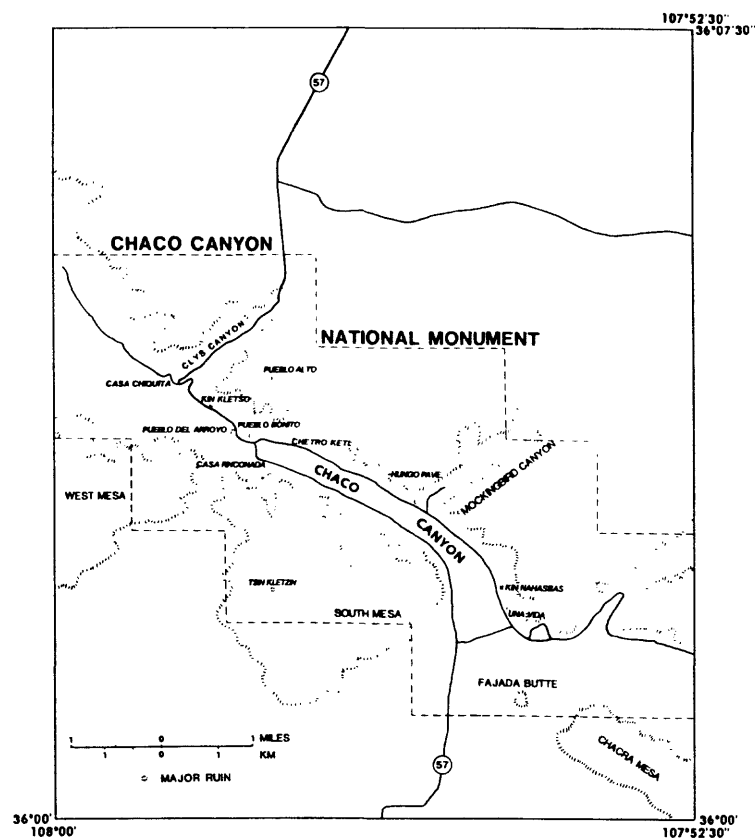 107°52'30"
36°07'30"
57
CHACO CANYON
NATIONAL MONUMENT
CLYS CANYON
PUEBLO ALTO
CASA CHIQUITA
KIN KLETSO
PUEBLO DEL ARROYO
PUEBLO BONITO
CHETRO KETL
CASA RINCONADA
HUNGO PAVE
MOCKINGBIRD CANYON
WEST MESA
CHACO
CANYON
TSIN KLETZIN
KIN NAHASBAS
SOUTH MESA
UNA VIDA
FAJADA BUTTE
CHACRA MESA
1 0 1 MILES
1 0 1 KM
MAJOR RUIN
57
36°00'
108°00'
36°00'
107°52'30"